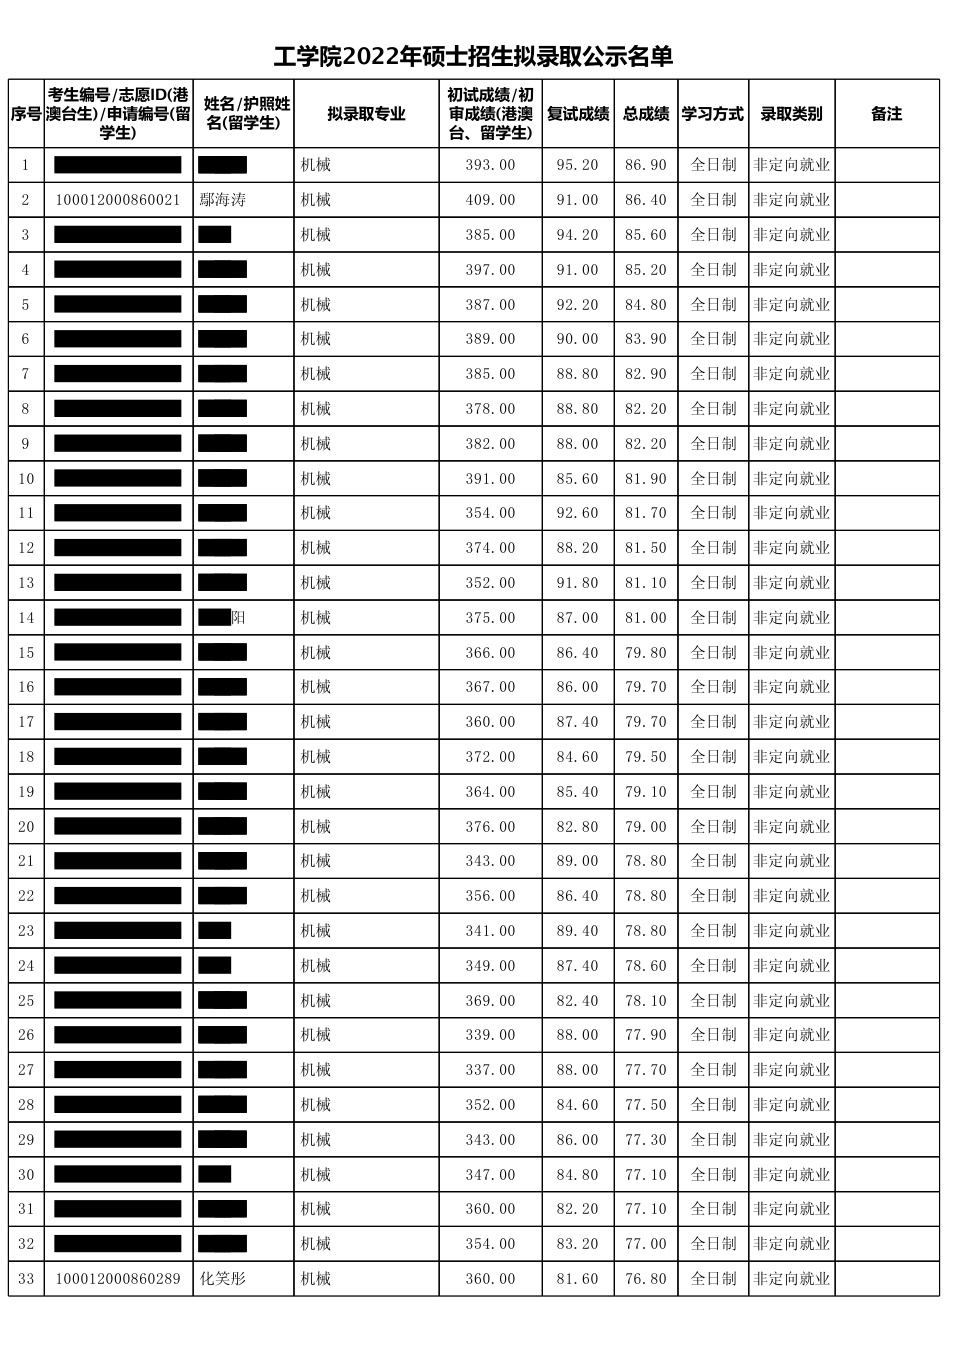 工学院2022年硕士招生拟录取公示名单
序号 考生编号/志愿ID(港澳台生)/申请编号(留学生) 姓名/护照姓名(留学生) 拟录取专业 初试成绩/初审成绩(港澳台、留学生) 复试成绩 总成绩 学习方式 录取类别 备注
1 机械 393.00 95.20 86.90 全日制 非定向就业
2 100012000860021 鄢海涛 机械 409.00 91.00 86.40 全日制 非定向就业
3 机械 385.00 94.20 85.60 全日制 非定向就业
4 机械 397.00 91.00 85.20 全日制 非定向就业
5 机械 387.00 92.20 84.80 全日制 非定向就业
6 机械 389.00 90.00 83.90 全日制 非定向就业
7 机械 385.00 88.80 82.90 全日制 非定向就业
8 机械 378.00 88.80 82.20 全日制 非定向就业
9 机械 382.00 88.00 82.20 全日制 非定向就业
10 机械 391.00 85.60 81.90 全日制 非定向就业
11 机械 354.00 92.60 81.70 全日制 非定向就业
12 机械 374.00 88.20 81.50 全日制 非定向就业
13 机械 352.00 91.80 81.10 全日制 非定向就业
14 阳 机械 375.00 87.00 81.00 全日制 非定向就业
15 机械 366.00 86.40 79.80 全日制 非定向就业
16 机械 367.00 86.00 79.70 全日制 非定向就业
17 机械 360.00 87.40 79.70 全日制 非定向就业
18 机械 372.00 84.60 79.50 全日制 非定向就业
19 机械 364.00 85.40 79.10 全日制 非定向就业
20 机械 376.00 82.80 79.00 全日制 非定向就业
21 机械 343.00 89.00 78.80 全日制 非定向就业
22 机械 356.00 86.40 78.80 全日制 非定向就业
23 机械 341.00 89.40 78.80 全日制 非定向就业
24 机械 349.00 87.40 78.60 全日制 非定向就业
25 机械 369.00 82.40 78.10 全日制 非定向就业
26 机械 339.00 88.00 77.90 全日制 非定向就业
27 机械 337.00 88.00 77.70 全日制 非定向就业
28 机械 352.00 84.60 77.50 全日制 非定向就业
29 机械 343.00 86.00 77.30 全日制 非定向就业
30 机械 347.00 84.80 77.10 全日制 非定向就业
31 机械 360.00 82.20 77.10 全日制 非定向就业
32 机械 354.00 83.20 77.00 全日制 非定向就业
33 100012000860289 化笑彤 机械 360.00 81.60 76.80 全日制 非定向就业